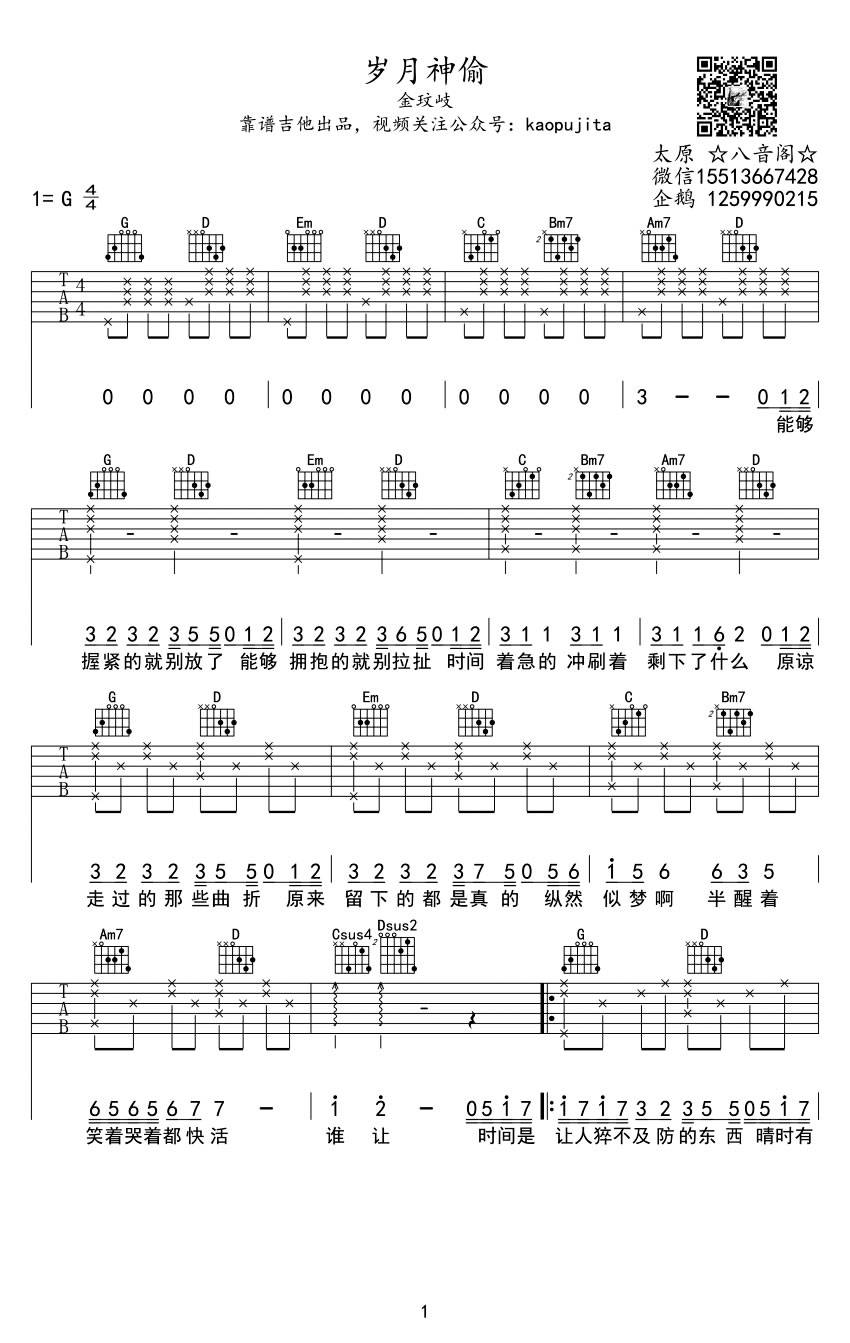 岁月神偷
金玟岐
靠谱吉他出品，视频关注公众号：kaopujita
太原 ☆八音阁☆
微信15513667428
企鹅 1259990215
1= G 4/4
G D Em D C Bm7 Am7 D
2
T A B 4 4
0 0 0 0 | 0 0 0 0 | 0 0 0 0 | 3 - - 0 1 2
能够
G D Em D C Bm7 Am7 D
2
T A B
3 2 3 2 3 5 5 0 1 2 | 3 2 3 2 3 6 5 0 1 2 | 3 1 1 3 1 1 | 3 1 1 6 2 0 1 2
握紧的就别放了 能够 拥抱的就别拉扯 时间 着急的 冲刷着 剩下了什么 原谅
G D Em D C Bm7
2
T A B
3 2 3 2 3 5 5 0 1 2 | 3 2 3 2 3 7 5 0 5 6 | 1 5 6 6 3 5
走过的那些曲折 原来 留下的都是真的 纵然 似梦啊 半醒着
Am7 D Csus4 Dsus2 G D
2
T A B
6 5 6 5 6 7 7 - | 1 2 - 0 5 1 7 |: 1 7 1 7 3 2 3 5 5 0 5 1 7
笑着哭着都快活 谁 让 时间是 让人猝不及防的东西 晴时有
1